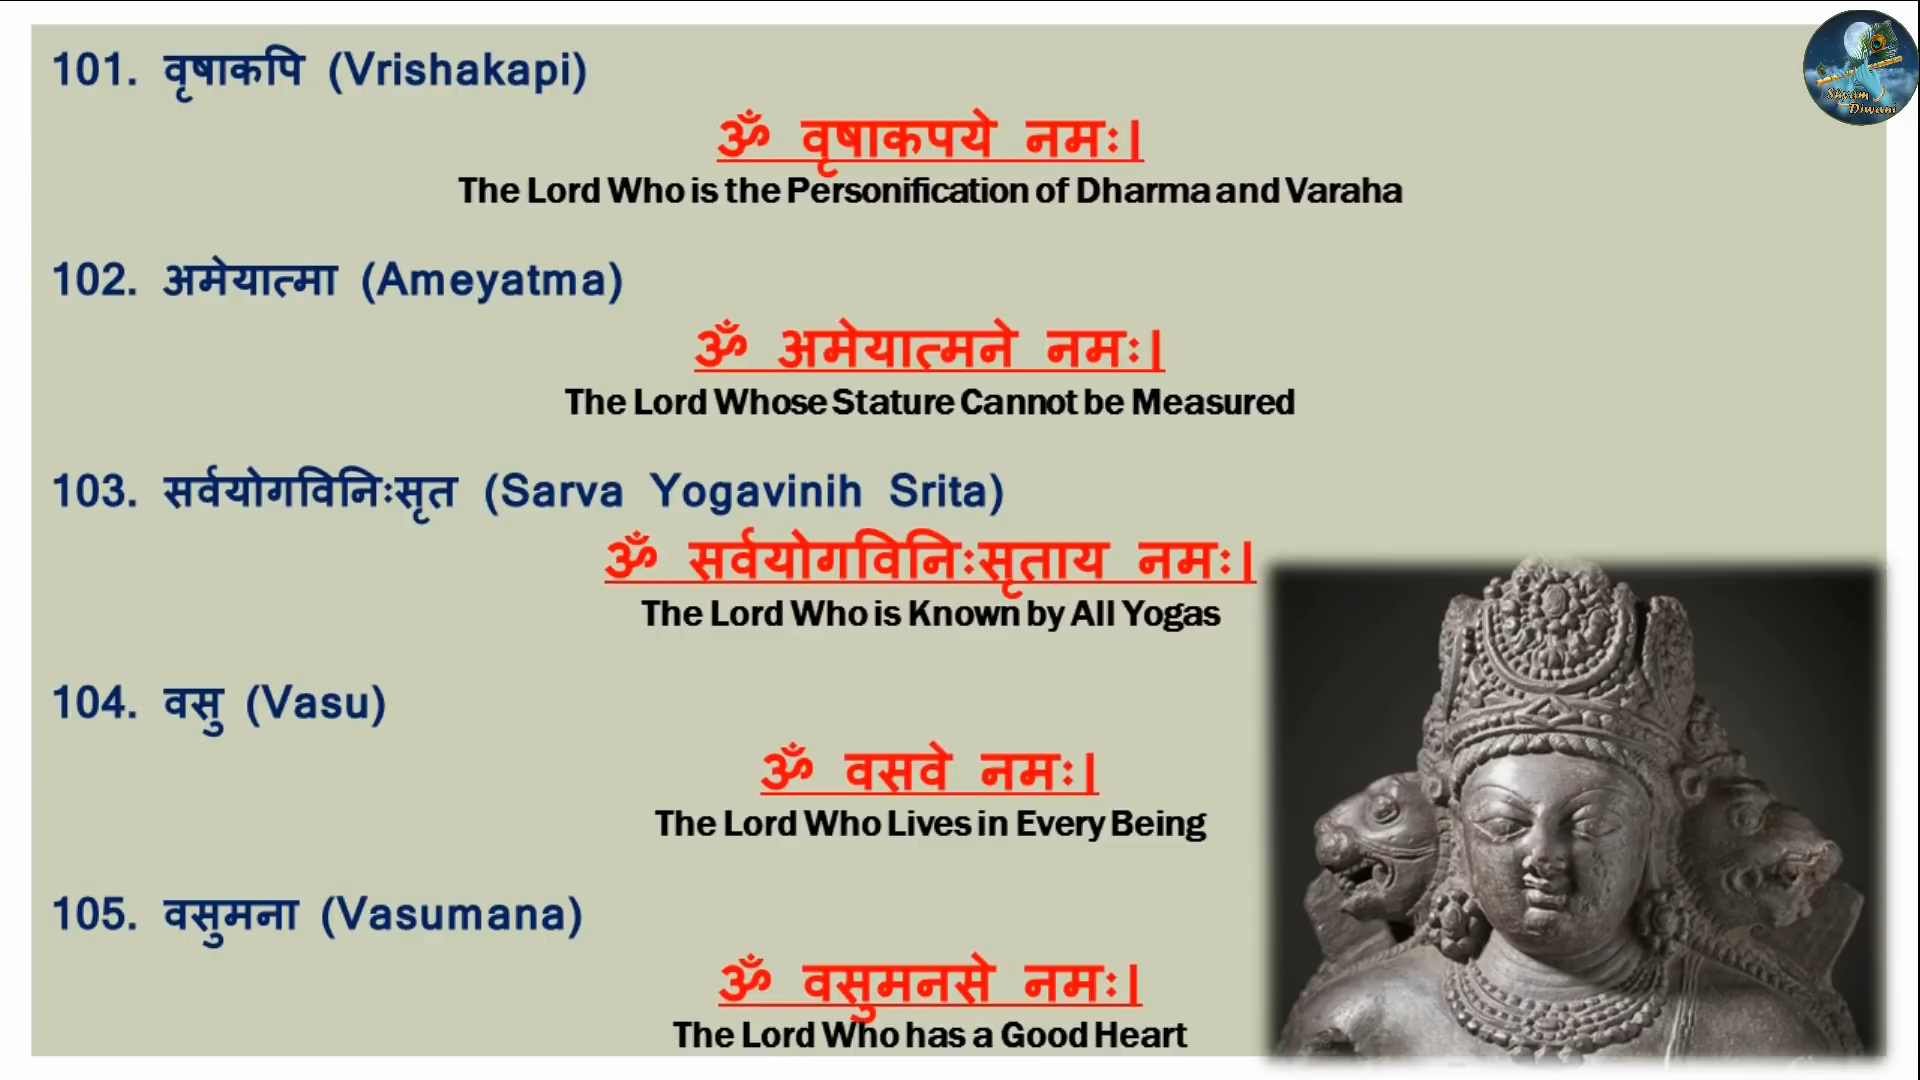 101. वृषाकपि (Vrishakapi)
ॐ वृषाकपये नमः|
The Lord Who is the Personification of Dharma and Varaha
102. अमेयात्मा (Ameyatma)
ॐ अमेयात्मने नमः|
The Lord Whose Stature Cannot be Measured
103. सर्वयोगविनिःसृत (Sarva Yogavinih Srita)
ॐ सर्वयोगविनिःसृताय नमः|
The Lord Who is Known by All Yogas
104. वसु (Vasu)
ॐ वसवे नमः|
The Lord Who Lives in Every Being
105. वसुमना (Vasumana)
ॐ वसुमनसे नमः|
The Lord Who has a Good Heart
Shyam
Diwani